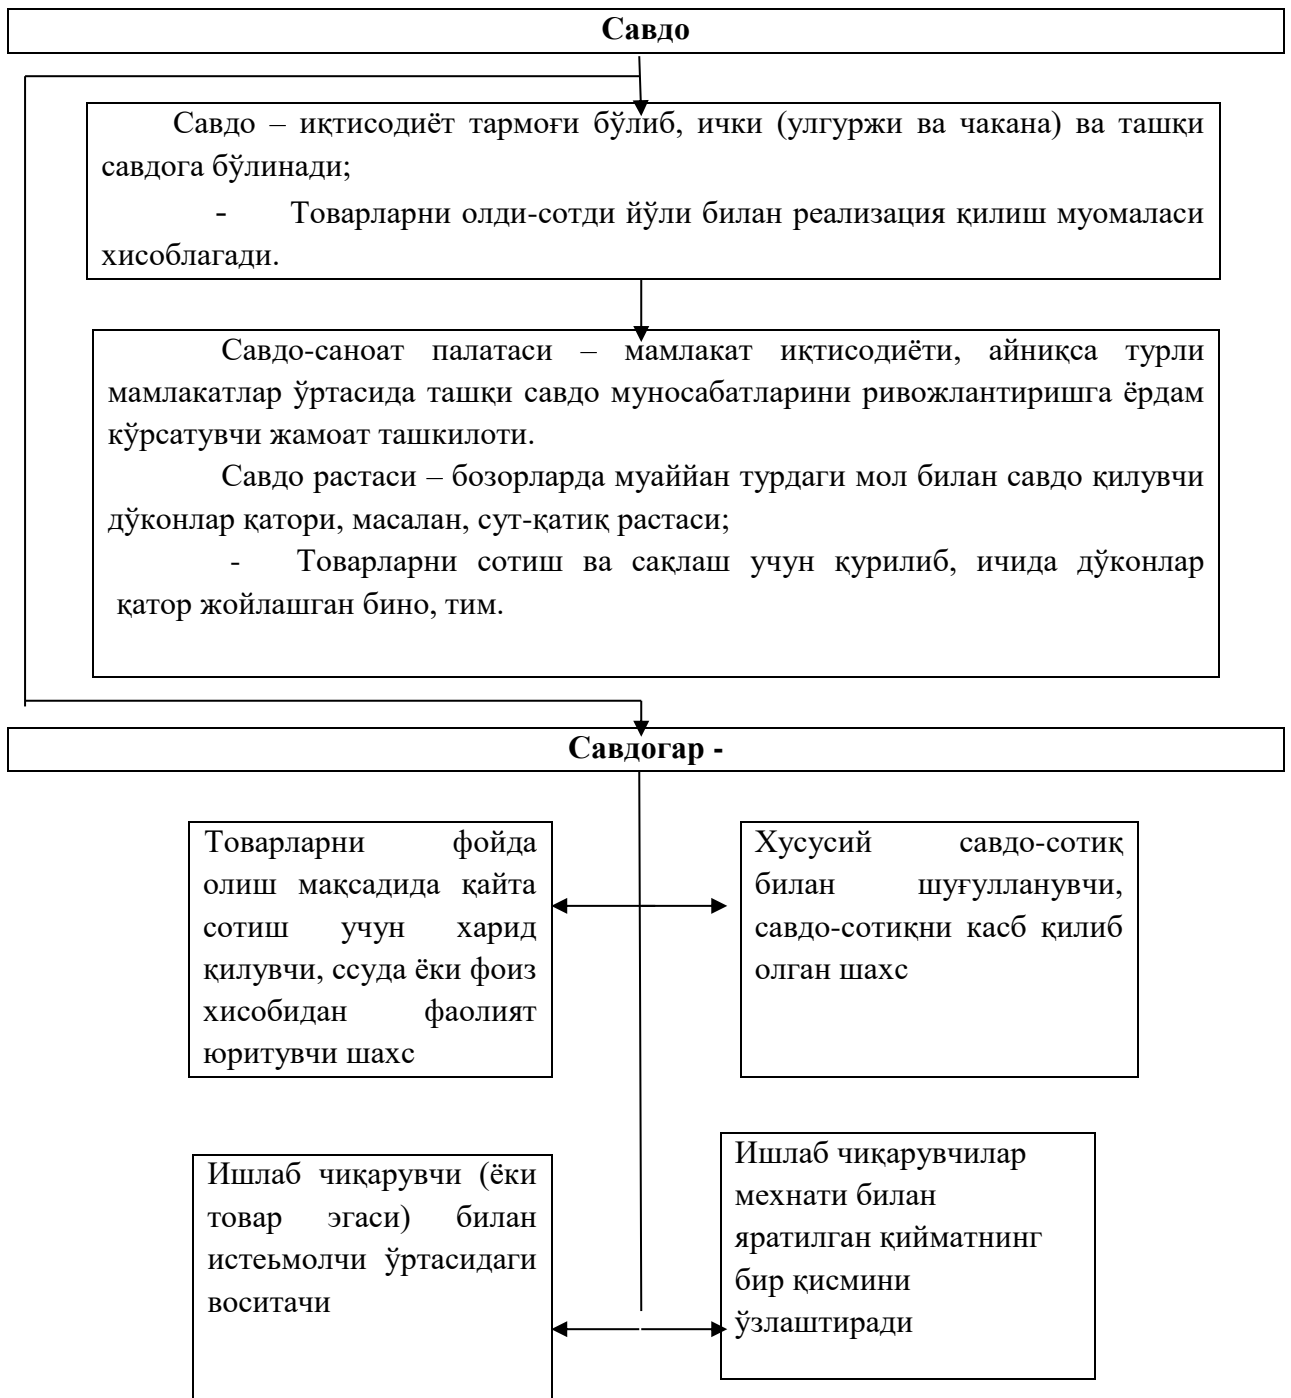 Савдо
Савдо – иқтисодиёт тармоғи бўлиб, ички (улгуржи ва чакана) ва ташқи
савдога бўлинади;
- Товарларни олди-сотди йўли билан реализация қилиш муомаласи
хисоблагади.
Савдо-саноат палатаси – мамлакат иқтисодиёти, айниқса турли
мамлакатлар ўртасида ташқи савдо муносабатларини ривожлантиришга ёрдам
кўрсатувчи жамоат ташкилоти.
Савдо растаси – бозорларда муаййан турдаги мол билан савдо қилувчи
дўконлар қатори, масалан, сут-қатиқ растаси;
- Товарларни сотиш ва сақлаш учун қурилиб, ичида дўконлар
қатор жойлашган бино, тим.
Савдогар -
Товарларни фойда
олиш мақсадида қайта
сотиш учун харид
қилувчи, ссуда ёки фоиз
хисобидан фаолият
юритувчи шахс
Хусусий савдо-сотиқ
билан шуғулланувчи,
савдо-сотиқни касб қилиб
олган шахс
Ишлаб чиқарувчи (ёки
товар эгаси) билан
истеьмолчи ўртасидаги
воситачи
Ишлаб чиқарувчилар
мехнати билан
яратилган қийматнинг
бир қисмини
ўзлаштиради